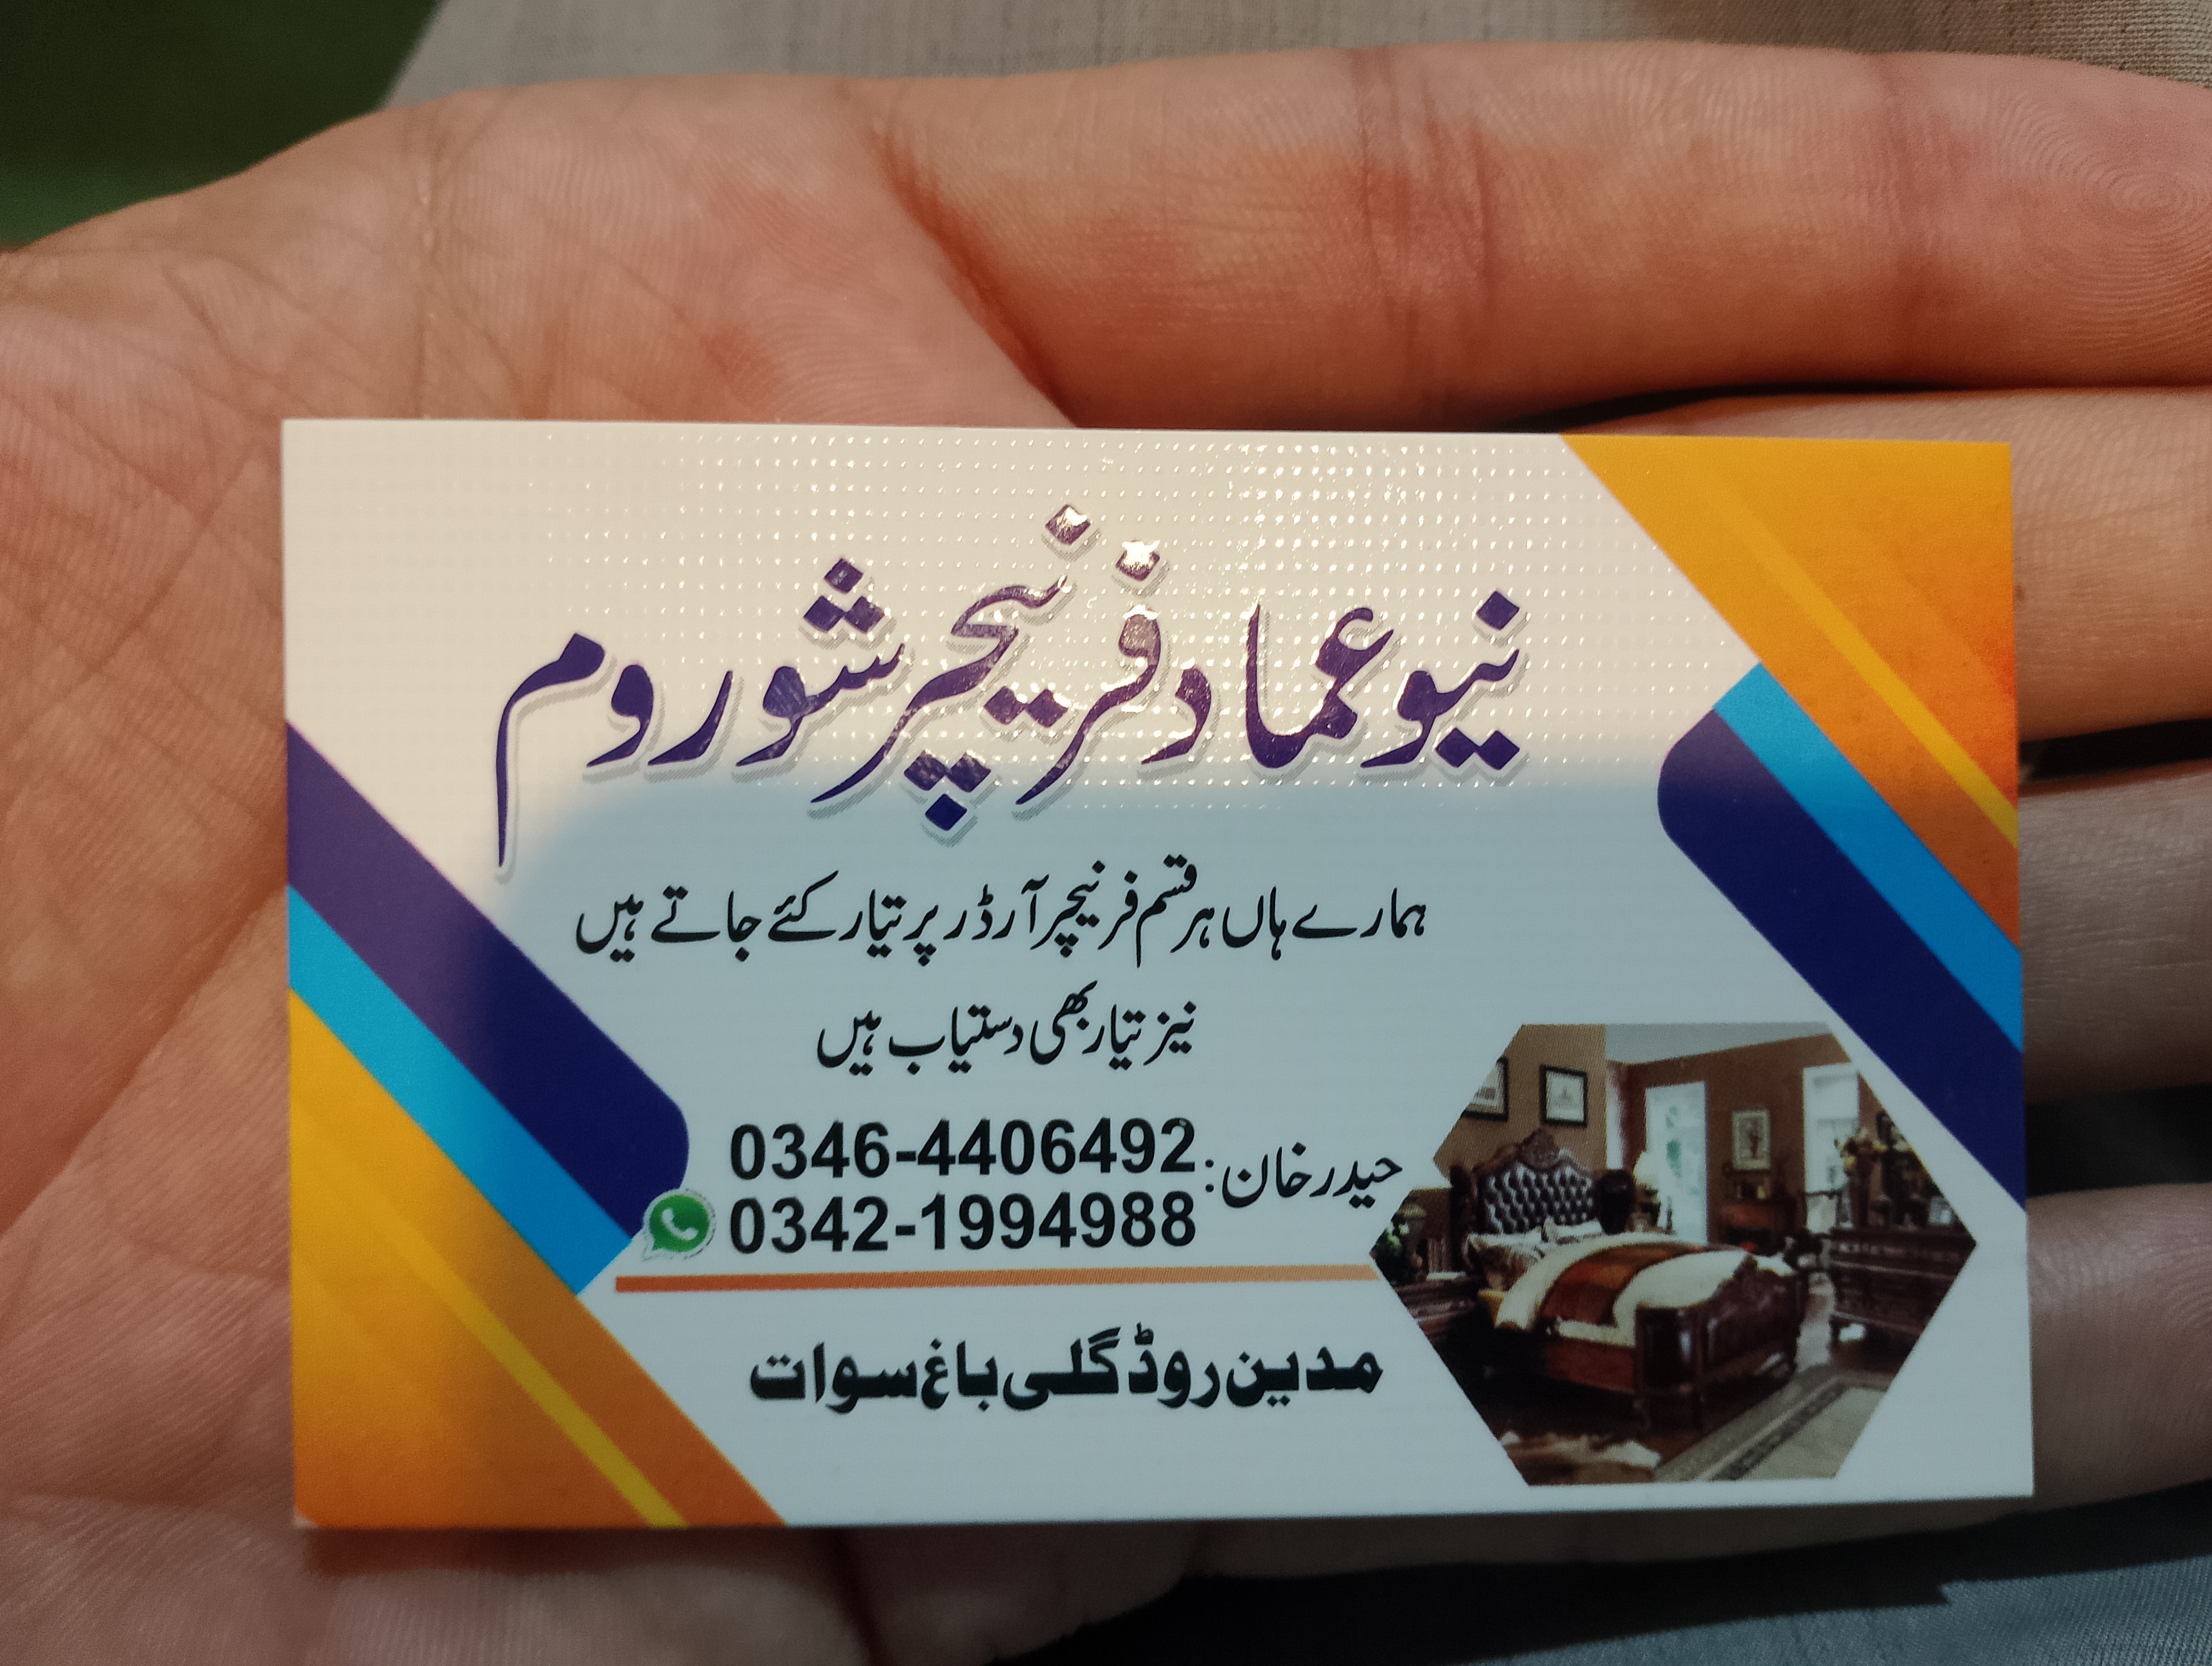 نیو عماد فرنیچر شوروم
ہمارے ہاں ہر قسم فرنیچر آرڈر پر تیار کئے جاتے ہیں
نیز تیار بھی دستیاب ہیں
حیدر خان: 0346-4406492
0342-1994988
مدین روڈ گلی باغ سوات